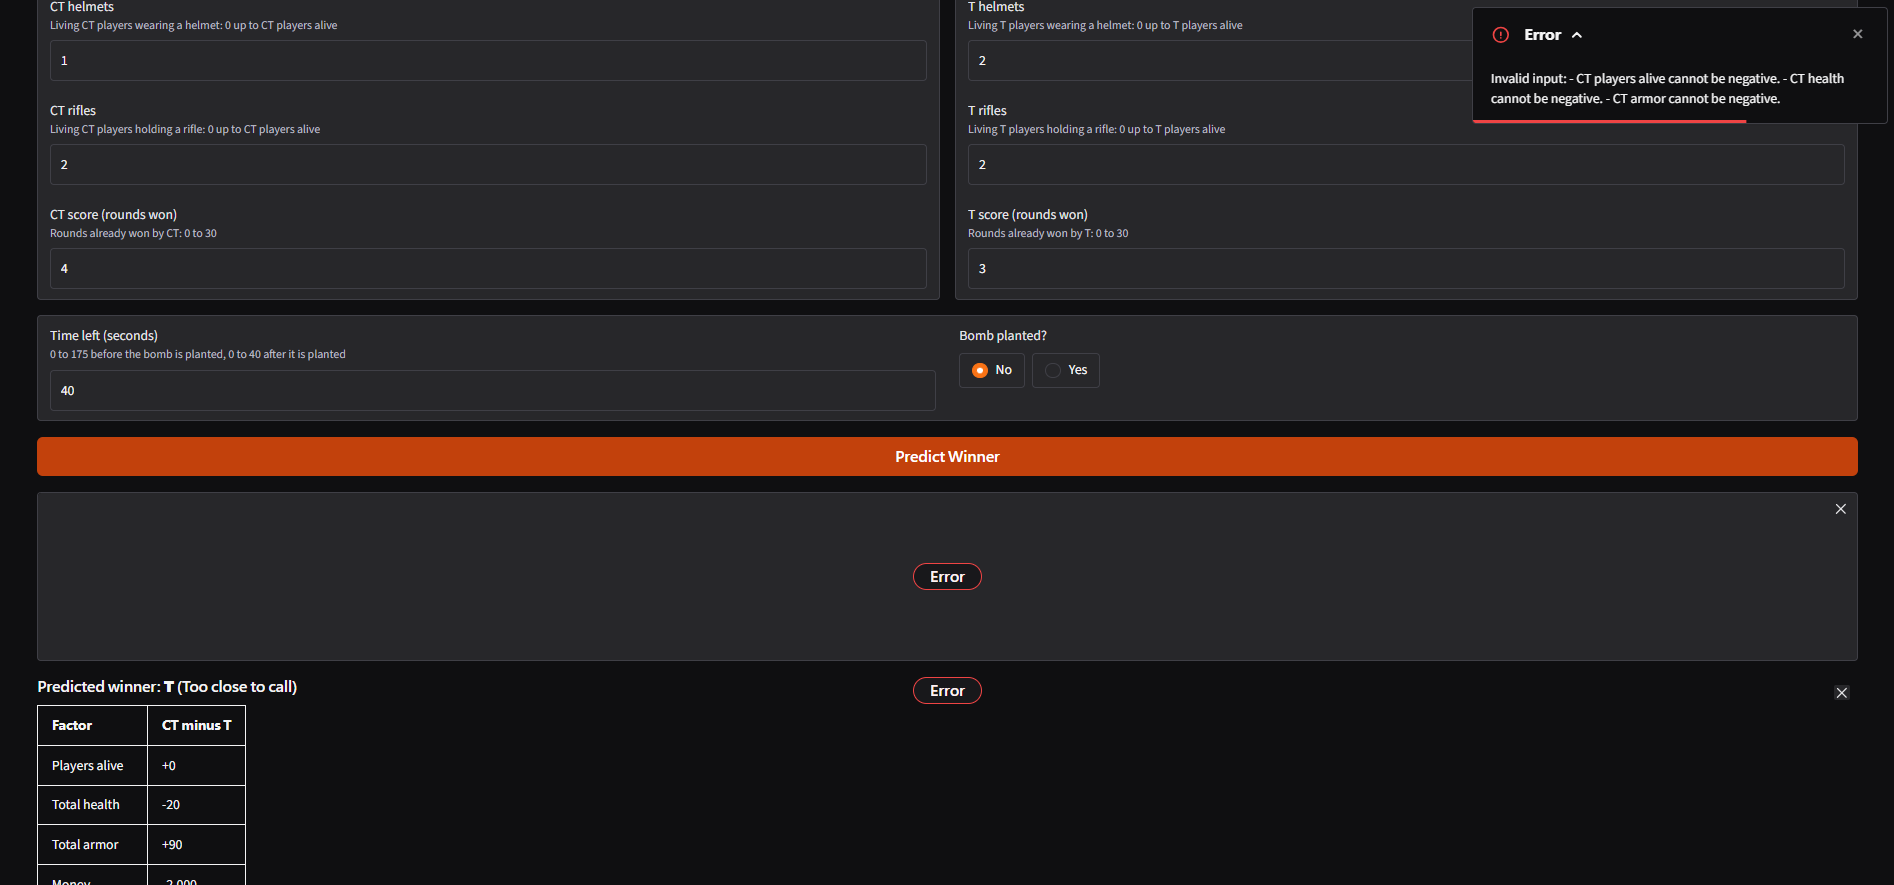 CT helmets
Living CT players wearing a helmet: 0 up to CT players alive
1
CT rifles
Living CT players holding a rifle: 0 up to CT players alive
2
CT score (rounds won)
Rounds already won by CT: 0 to 30
4
T helmets
Living T players wearing a helmet: 0 up to T players alive
2
T rifles
Living T players holding a rifle: 0 up to T players alive
2
T score (rounds won)
Rounds already won by T: 0 to 30
3
Error
Invalid input: - CT players alive cannot be negative. - CT health
cannot be negative. - CT armor cannot be negative.
Time left (seconds)
0 to 175 before the bomb is planted, 0 to 40 after it is planted
40
Bomb planted?
No Yes
Predict Winner
Error
Predicted winner: T (Too close to call)
Error
Factor CT minus T
Players alive +0
Total health -20
Total armor +90
Money -2,000